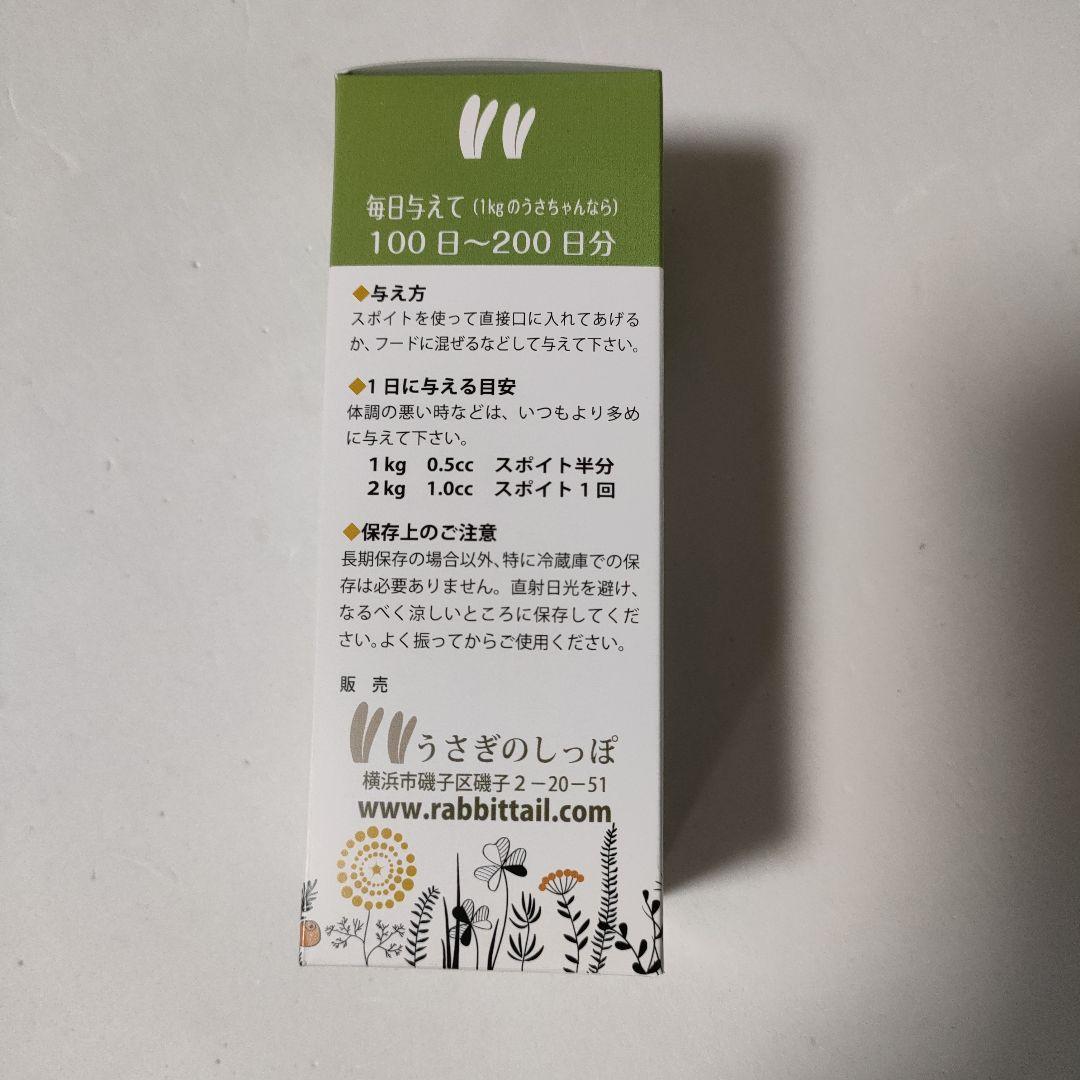 毎日与えて(1kgのうさちゃんなら)
100日～200日分
◆与え方
スポイトを使って直接口に入れてあげる
か、フードに混ぜるなどして与えて下さい。
◆1日に与える目安
体調の悪い時などは、いつもより多め
に与えて下さい。
1kg 0.5cc スポイト半分
2kg 1.0cc スポイト1回
◆保存上のご注意
長期保存の場合以外、特に冷蔵庫での保
存は必要ありません。直射日光を避け、
なるべく涼しいところに保存してくだ
さい。よく振ってからご使用ください。
販 売
うさぎのしっぽ
横浜市磯子区磯子2－20－51
www.rabbittail.com